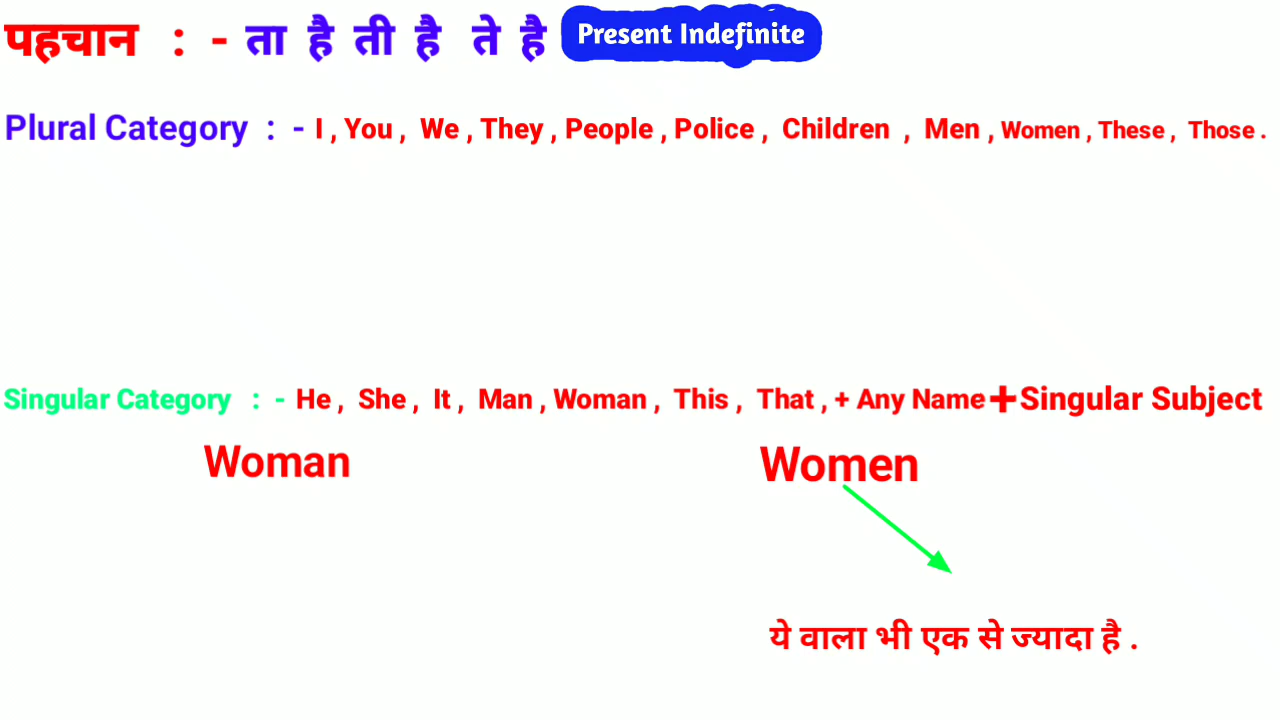 पहचान : - ता है ती है ते है Present Indefinite
Plural Category : - I , You , We , They , People , Police , Children , Men , Women , These , Those .
Singular Category : - He , She , It , Man , Woman , This , That , + Any Name + Singular Subject
Woman Women
ये वाला भी एक से ज्यादा है .